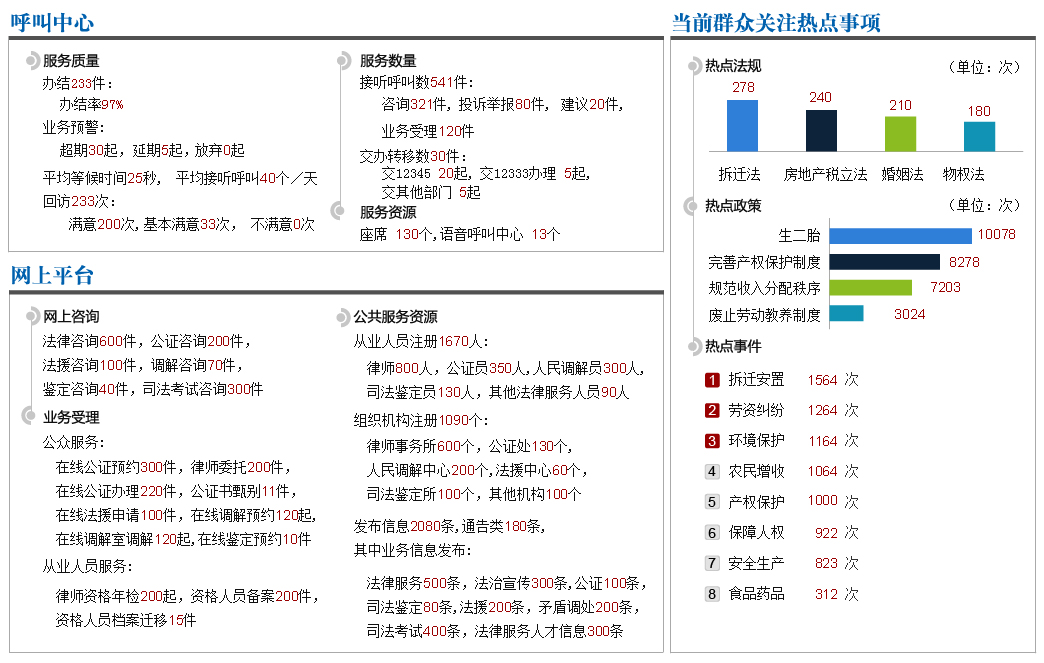 呼叫中心
服务质量
办结233件：
办结率97%
业务预警：
超期30起，延期5起，放弃0起
平均等候时间25秒， 平均接听呼叫40个／天
回访233次：
满意200次,基本满意33次， 不满意0次
服务数量
接听呼叫数541件：
咨询321件, 投诉举报80件， 建议20件,
业务受理120件
交办转移数30件：
交12345 20起, 交12333办理 5起,
交其他部门 5起
服务资源
座席 130个,语音呼叫中心 13个
网上平台
网上咨询
法律咨询600件，公证咨询200件，
法援咨询100件，调解咨询70件，
鉴定咨询40件，司法考试咨询300件
业务受理
公众服务：
在线公证预约300件，律师委托200件，
在线公证办理220件，公证书甄别11件，
在线法援申请100件，在线调解预约120起,
在线调解室调解120起,在线鉴定预约10件
从业人员服务：
律师资格年检200起，资格人员备案200件，
资格人员档案迁移15件
公共服务资源
从业人员注册1670人：
律师800人，公证员350人,人民调解员300人,
司法鉴定员130人，其他法律服务人员90人
组织机构注册1090个：
律师事务所600个，公证处130个,
人民调解中心200个,法援中心60个，
司法鉴定所100个，其他机构100个
发布信息2080条,通告类180条,
其中业务信息发布：
法律服务500条，法治宣传300条,公证100条，
司法鉴定80条,法援200条，矛盾调处200条，
司法考试400条，法律服务人才信息300条
当前群众关注热点事项
热点法规
（单位：次）
278
240
210
180
拆迁法 房地产税立法 婚姻法 物权法
热点政策
（单位：次）
生二胎 10078
完善产权保护制度 8278
规范收入分配秩序 7203
废止劳动教养制度 3024
热点事件
1 拆迁安置 1564 次
2 劳资纠纷 1264 次
3 环境保护 1164 次
4 农民增收 1064 次
5 产权保护 1000 次
6 保障人权 922 次
7 安全生产 823 次
8 食品药品 312 次